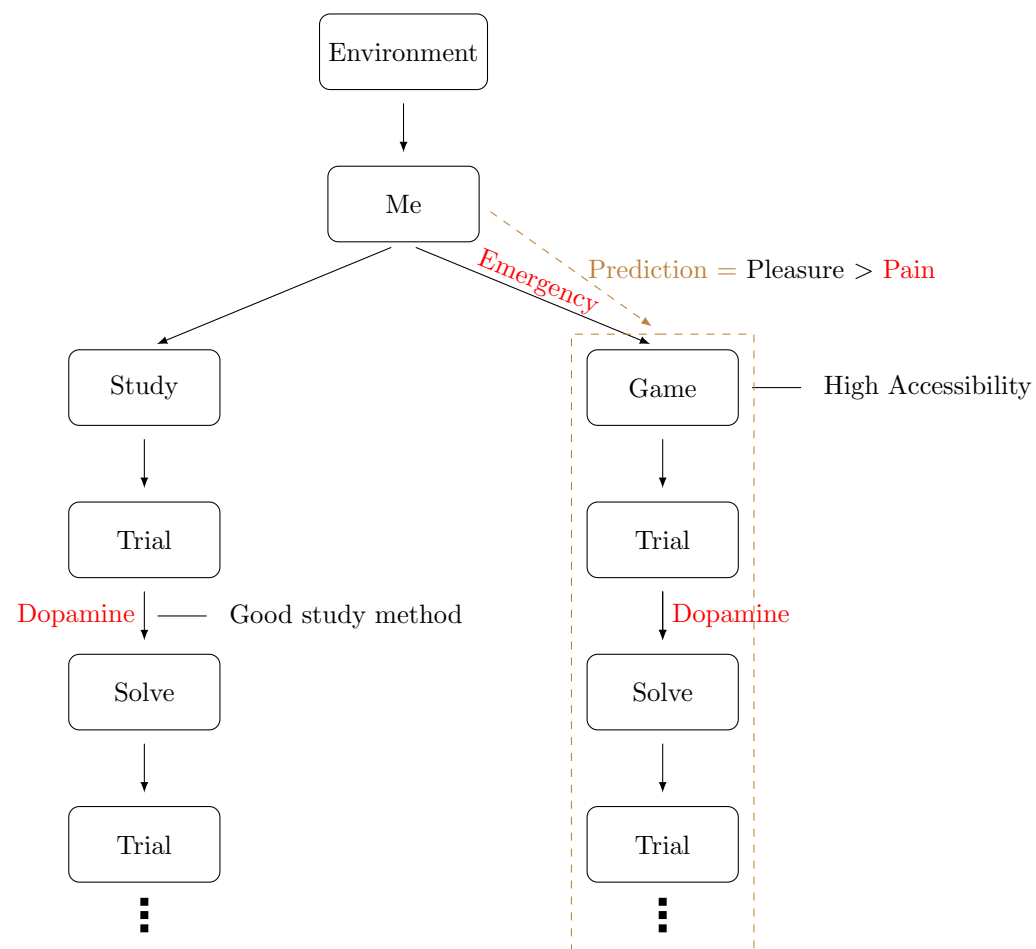 Environment
Me
Emergency
Prediction = Pleasure > Pain
Study
Game
High Accessibility
Trial
Trial
Dopamine
Good study method
Dopamine
Solve
Solve
Trial
Trial